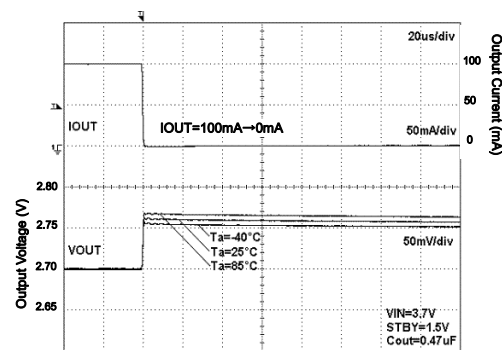 20us/div
100
50
0
Output Current (mA)
IOUT
IOUT=100mA→0mA
50mA/div
2.80
2.75
2.70
2.65
Output Voltage (V)
VOUT
Ta=-40°C
Ta=25°C
Ta=85°C
50mV/div
VIN=3.7V
STBY=1.5V
Cout=0.47uF